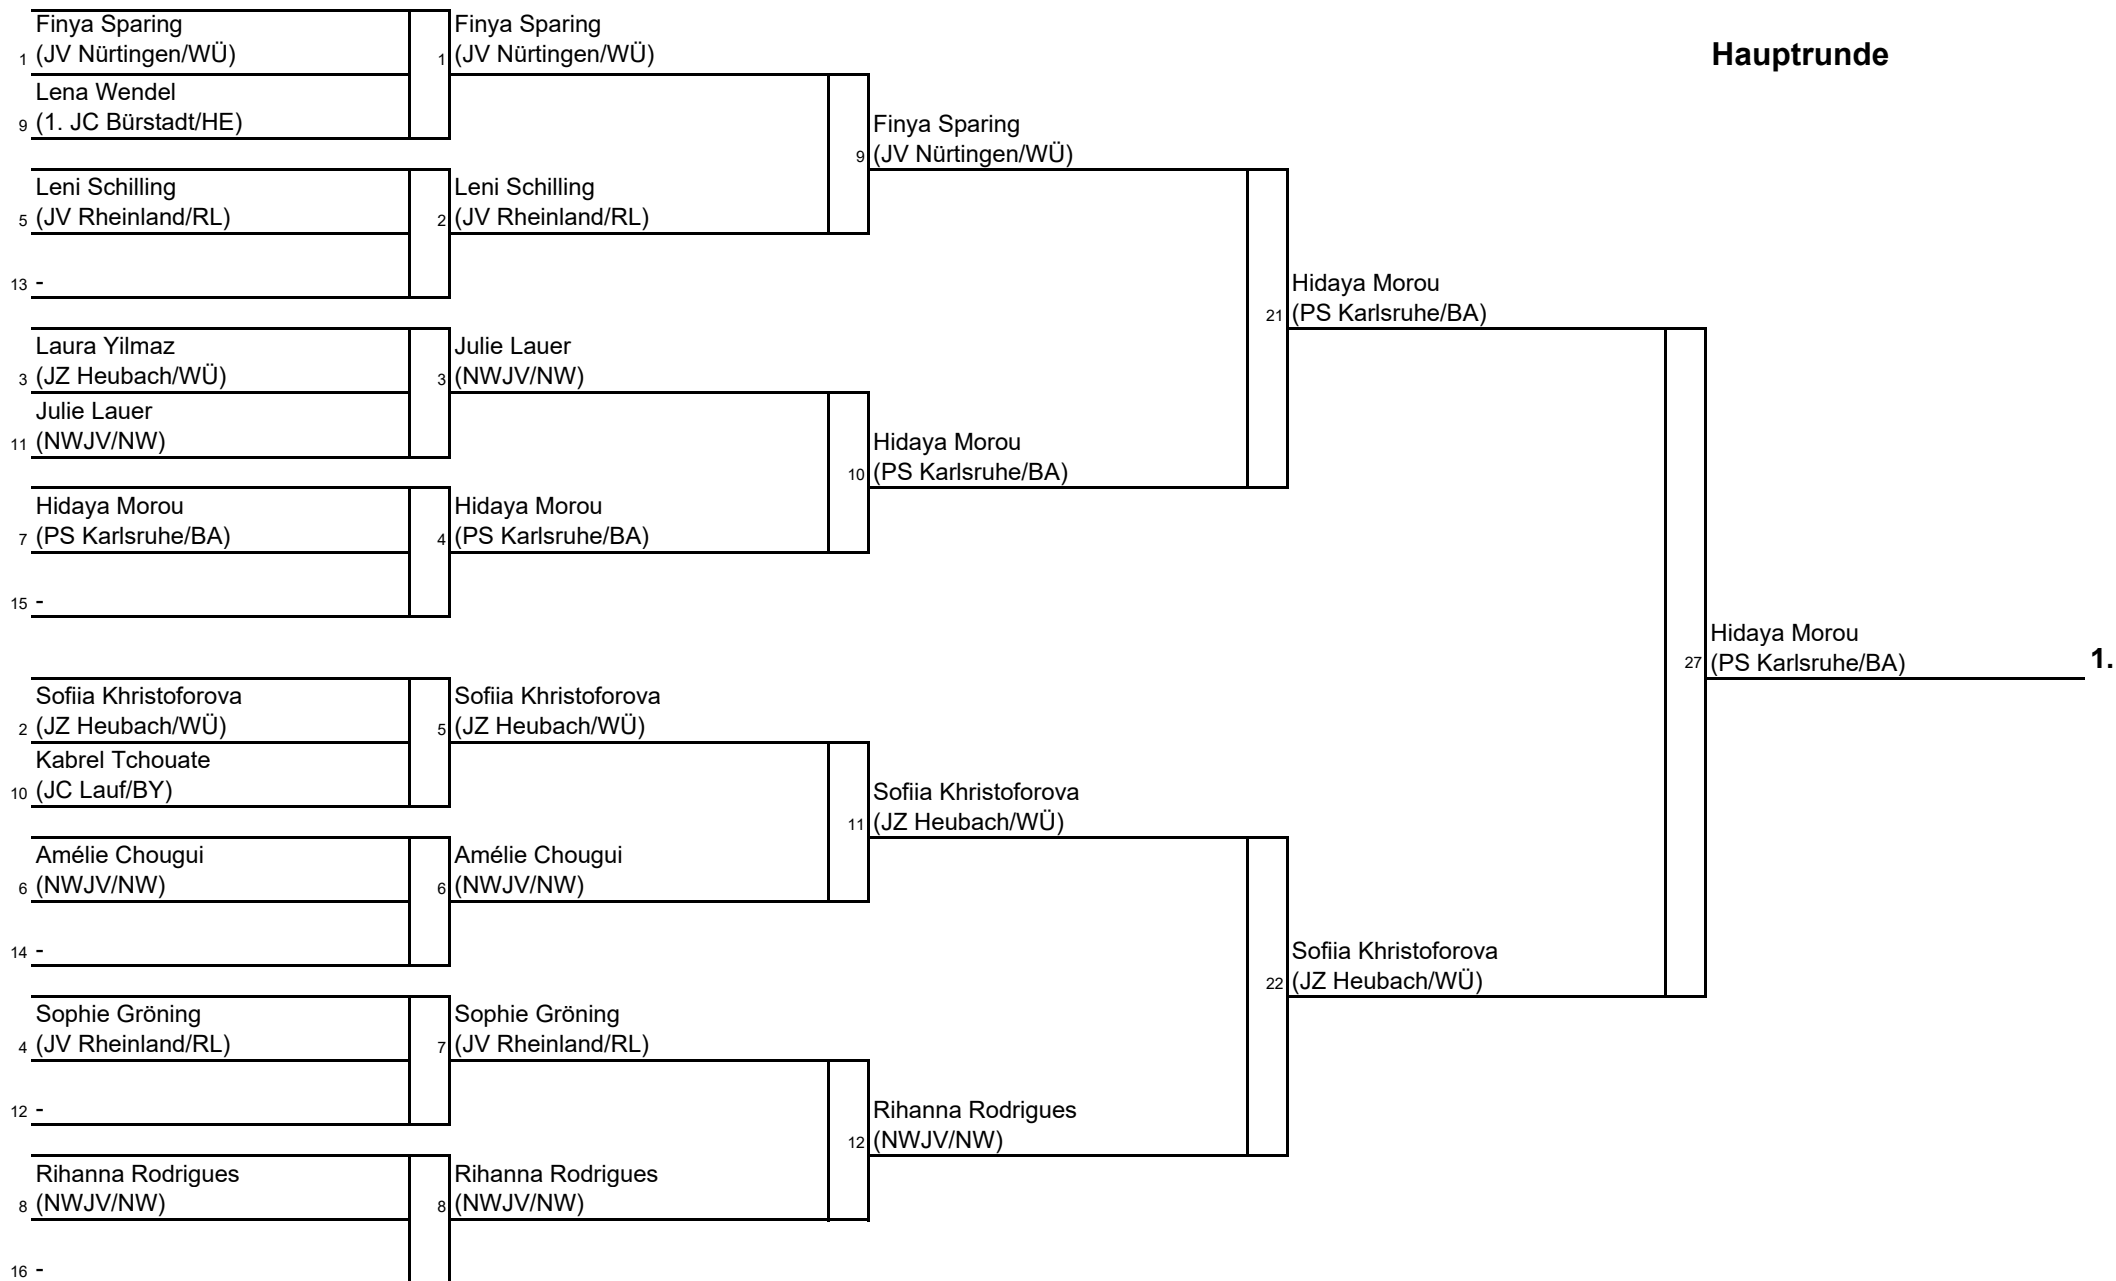 Hauptrunde
Finya Sparing
1 (JV Nürtingen/WÜ)
Lena Wendel
9 (1. JC Bürstadt/HE)
Leni Schilling
5 (JV Rheinland/RL)
13 -
Laura Yilmaz
3 (JZ Heubach/WÜ)
Julie Lauer
11 (NWJV/NW)
Hidaya Morou
7 (PS Karlsruhe/BA)
15 -
Sofiia Khristoforova
2 (JZ Heubach/WÜ)
Kabrel Tchouate
10 (JC Lauf/BY)
Amélie Chougui
6 (NWJV/NW)
14 -
Sophie Gröning
4 (JV Rheinland/RL)
12 -
Rihanna Rodrigues
8 (NWJV/NW)
16 -
Finya Sparing
1 (JV Nürtingen/WÜ)
Leni Schilling
2 (JV Rheinland/RL)
Julie Lauer
3 (NWJV/NW)
Hidaya Morou
4 (PS Karlsruhe/BA)
Sofiia Khristoforova
5 (JZ Heubach/WÜ)
Amélie Chougui
6 (NWJV/NW)
Sophie Gröning
7 (JV Rheinland/RL)
Rihanna Rodrigues
8 (NWJV/NW)
Finya Sparing
9 (JV Nürtingen/WÜ)
Hidaya Morou
10 (PS Karlsruhe/BA)
Sofiia Khristoforova
11 (JZ Heubach/WÜ)
Rihanna Rodrigues
12 (NWJV/NW)
Hidaya Morou
21 (PS Karlsruhe/BA)
Sofiia Khristoforova
22 (JZ Heubach/WÜ)
Hidaya Morou
27 (PS Karlsruhe/BA) 1.